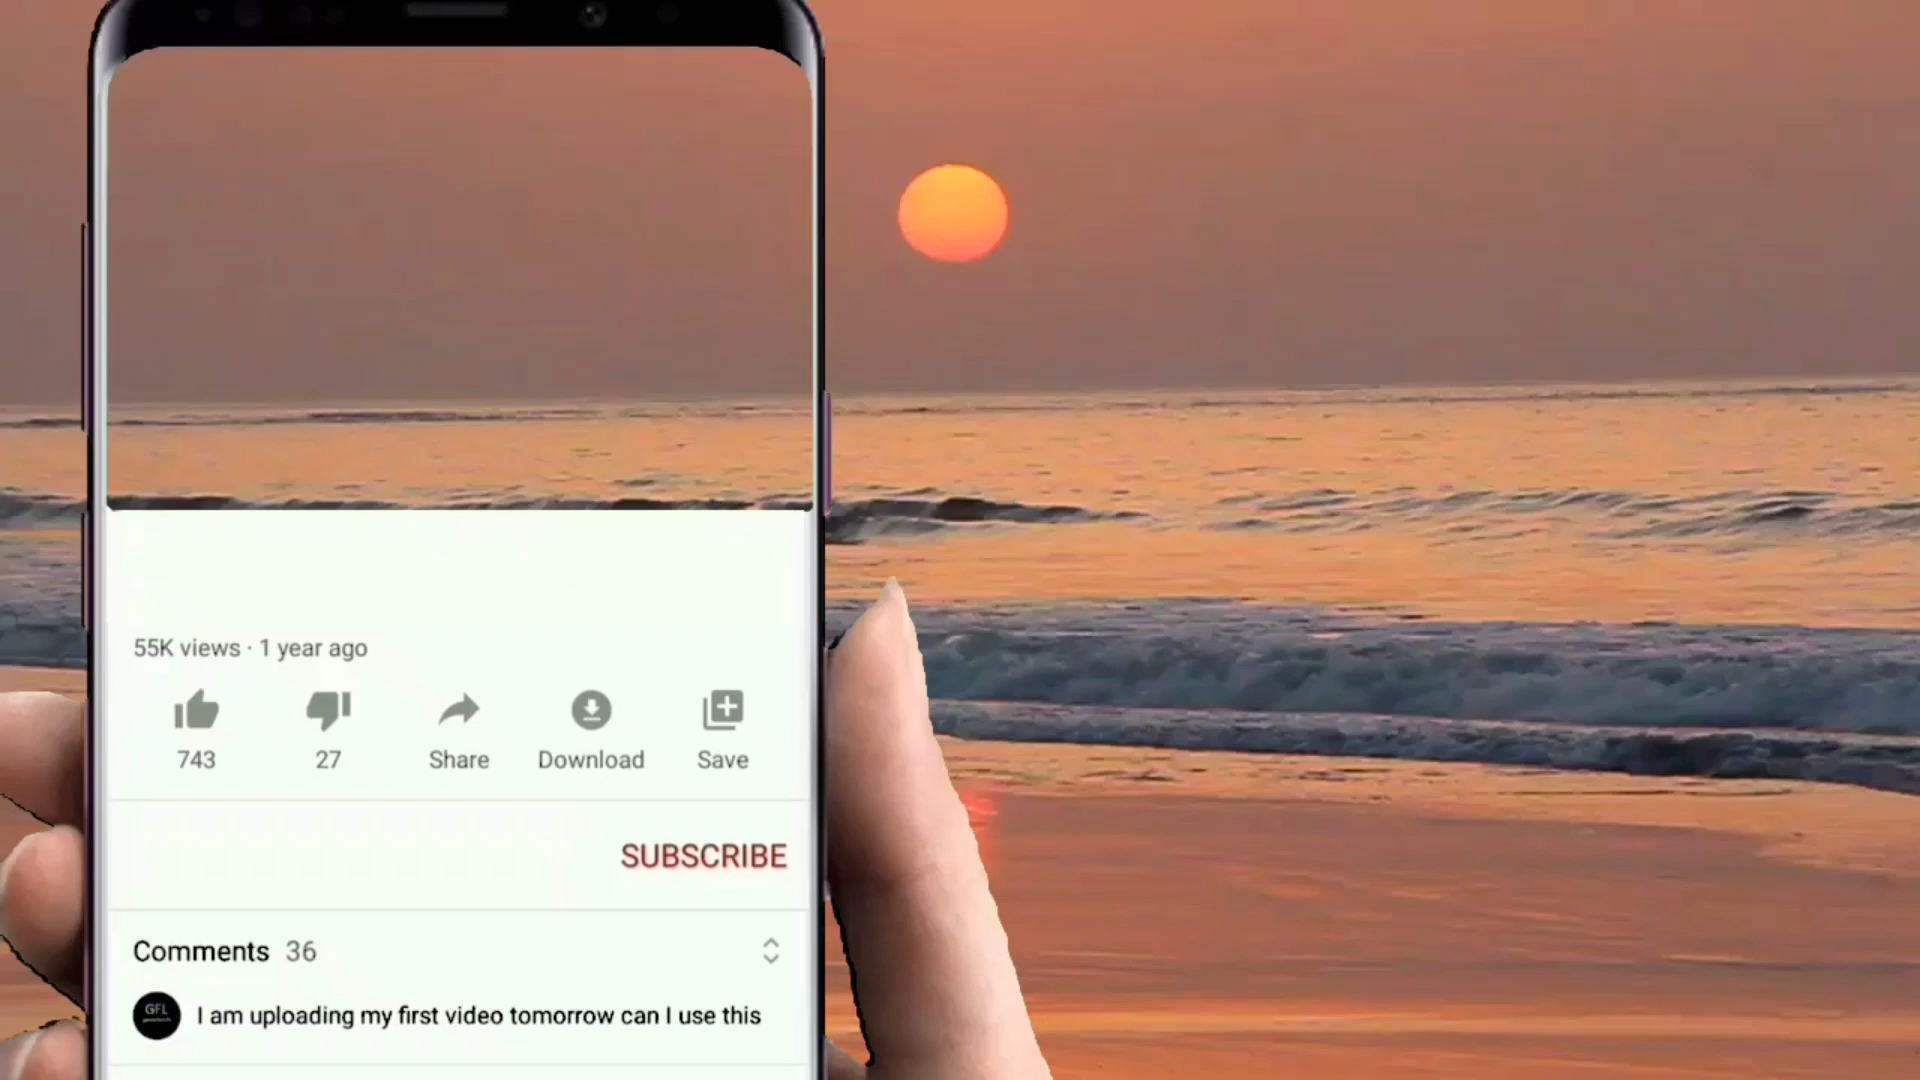 55K views · 1 year ago
743
27
Share
Download
Save
SUBSCRIBE
Comments 36
GFL
I am uploading my first video tomorrow can I use this